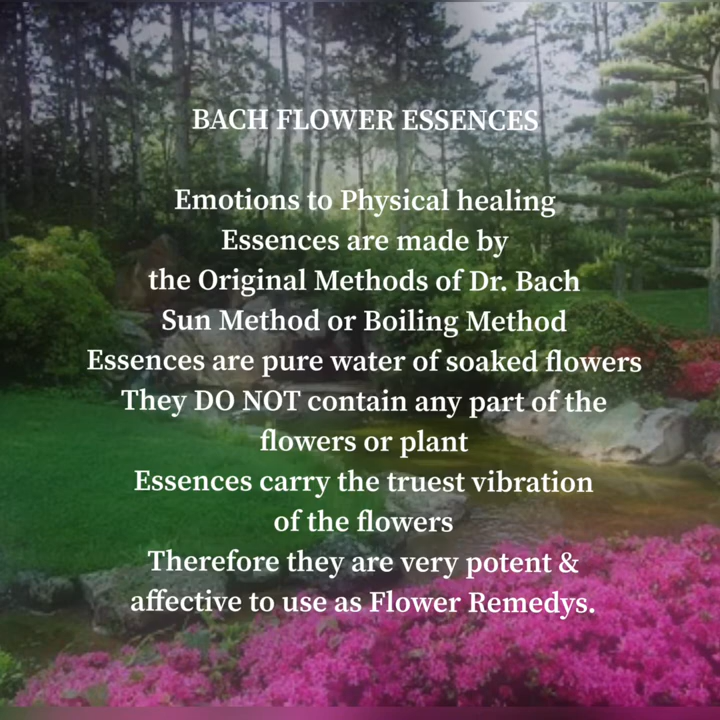 BACH FLOWER ESSENCES
Emotions to Physical healing
Essences are made by
the Original Methods of Dr. Bach
Sun Method or Boiling Method
Essences are pure water of soaked flowers
They DO NOT contain any part of the
flowers or plant
Essences carry the truest vibration
of the flowers
Therefore they are very potent &
affective to use as Flower Remedys.